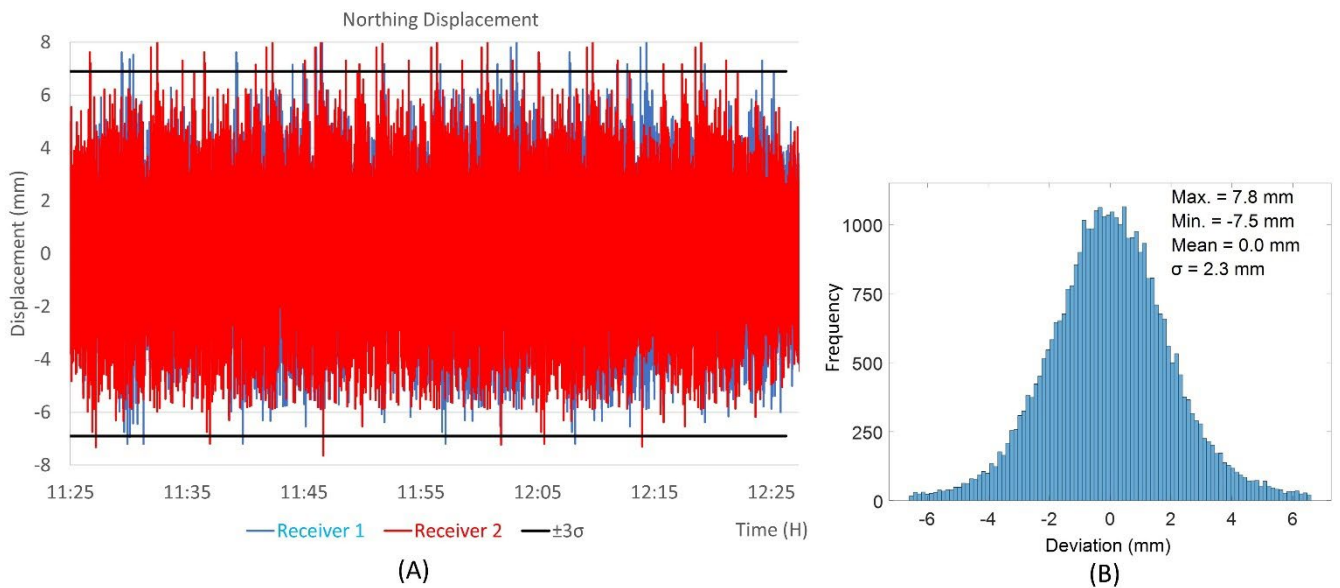 Northing Displacement
Displacement (mm)
8
6
4
2
0
-2
-4
-6
-8
11:25 11:35 11:45 11:55 12:05 12:15 12:25
Receiver 1 Receiver 2 ±3σ Time (H)
(A)
Max. = 7.8 mm
Min. = -7.5 mm
Mean = 0.0 mm
σ = 2.3 mm
Frequency
1000
750
500
250
0
-6 -4 -2 0 2 4 6
Deviation (mm)
(B)